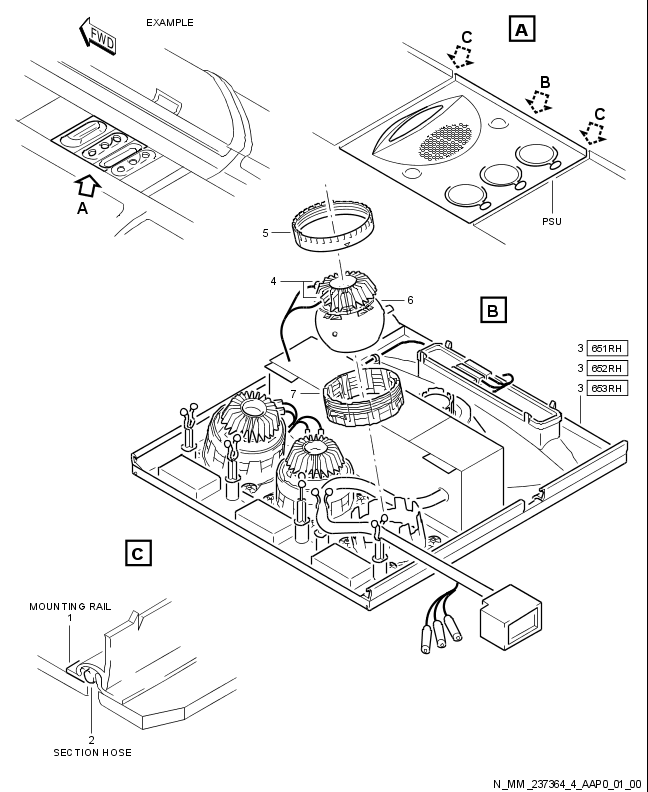 EXAMPLE
FWD
A
A
C
B
C
PSU
5
4
6
B
3 651RH
3 652RH
3 653RH
7
C
MOUNTING RAIL
1
2
SECTION HOSE
N_MM_237364_4_AAP0_01_00